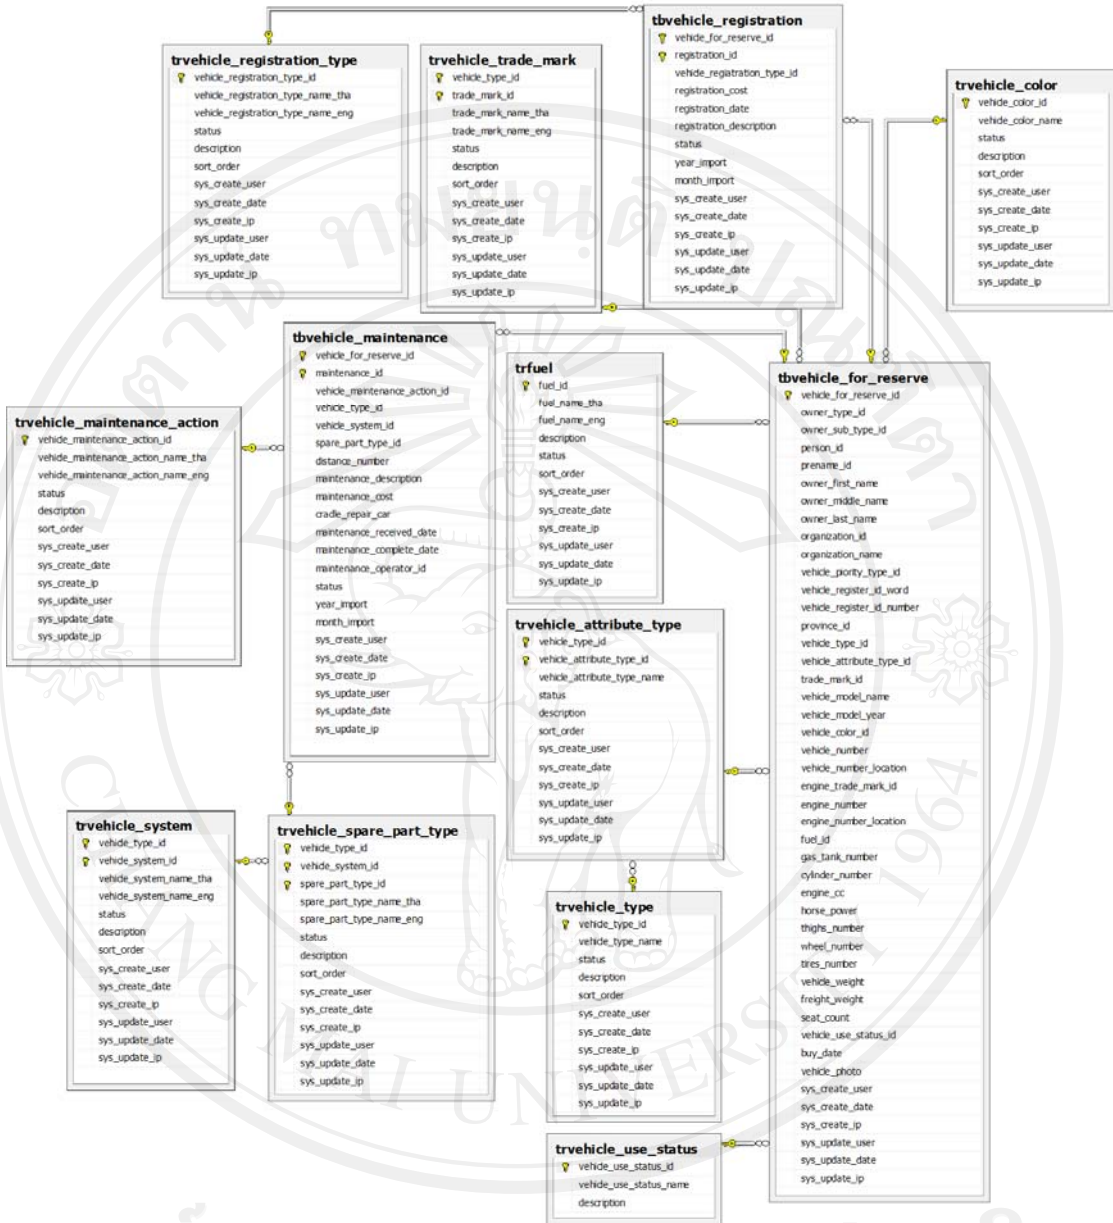 tbvehicle_registration
vehicle_for_reserve_id
registration_id
vehicle_regiatration_type_id
registration_cost
registration_date
registration_description
status
year_import
month_import
sys_create_user
sys_create_date
sys_create_ip
sys_update_user
sys_update_date
sys_update_ip
trvehicle_registration_type
vehicle_registration_type_id
vehicle_registration_type_name_tha
vehicle_registration_type_name_eng
status
description
sort_order
sys_create_user
sys_create_date
sys_create_ip
sys_update_user
sys_update_date
sys_update_ip
trvehicle_trade_mark
vehicle_type_id
trade_mark_id
trade_mark_name_tha
trade_mark_name_eng
status
description
sort_order
sys_create_user
sys_create_date
sys_create_ip
sys_update_user
sys_update_date
sys_update_ip
trvehicle_color
vehicle_color_id
vehicle_color_name
status
description
sort_order
sys_create_user
sys_create_date
sys_create_ip
sys_update_user
sys_update_date
sys_update_ip
tbvehicle_maintenance
vehicle_for_reserve_id
maintenance_id
vehicle_maintenance_action_id
vehicle_type_id
vehicle_system_id
spare_part_type_id
distance_number
maintenance_description
maintenance_cost
cradle_repair_car
maintenance_received_date
maintenance_complete_date
maintenance_operator_id
status
year_import
month_import
sys_create_user
sys_create_date
sys_create_ip
sys_update_user
sys_update_date
sys_update_ip
trfuel
fuel_id
fuel_name_tha
fuel_name_eng
description
status
sort_order
sys_create_user
sys_create_date
sys_create_ip
sys_update_user
sys_update_date
sys_update_ip
tbvehicle_for_reserve
vehicle_for_reserve_id
owner_type_id
owner_sub_type_id
person_id
prename_id
owner_first_name
owner_middle_name
owner_last_name
organization_id
organization_name
vehicle_piority_type_id
vehicle_register_id_word
vehicle_register_id_number
province_id
vehicle_type_id
vehicle_attribute_type_id
trade_mark_id
vehicle_model_name
vehicle_model_year
vehicle_color_id
vehicle_number
vehicle_number_location
engine_trade_mark_id
engine_number
engine_number_location
fuel_id
gas_tank_number
cylinder_number
engine_cc
horse_power
thighs_number
wheel_number
tires_number
vehicle_weight
freight_weight
seat_count
vehicle_use_status_id
buy_date
vehicle_photo
sys_create_user
sys_create_date
sys_create_ip
sys_update_user
sys_update_date
sys_update_ip
trvehicle_maintenance_action
vehicle_maintenance_action_id
vehicle_maintenance_action_name_tha
vehicle_maintenance_action_name_eng
status
description
sort_order
sys_create_user
sys_create_date
sys_create_ip
sys_update_user
sys_update_date
sys_update_ip
trvehicle_attribute_type
vehicle_type_id
vehicle_attribute_type_id
vehicle_attribute_type_name
status
description
sort_order
sys_create_user
sys_create_date
sys_create_ip
sys_update_user
sys_update_date
sys_update_ip
trvehicle_system
vehicle_type_id
vehicle_system_id
vehicle_system_name_tha
vehicle_system_name_eng
status
description
sort_order
sys_create_user
sys_create_date
sys_create_ip
sys_update_user
sys_update_date
sys_update_ip
trvehicle_spare_part_type
vehicle_type_id
vehicle_system_id
spare_part_type_id
spare_part_type_name_tha
spare_part_type_name_eng
status
description
sort_order
sys_create_user
sys_create_date
sys_create_ip
sys_update_user
sys_update_date
sys_update_ip
trvehicle_type
vehicle_type_id
vehicle_type_name
status
description
sort_order
sys_create_user
sys_create_date
sys_create_ip
sys_update_user
sys_update_date
sys_update_ip
trvehicle_use_status
vehicle_use_status_id
vehicle_use_status_name
description
CHIANG MAI UNIVERSITY 1964